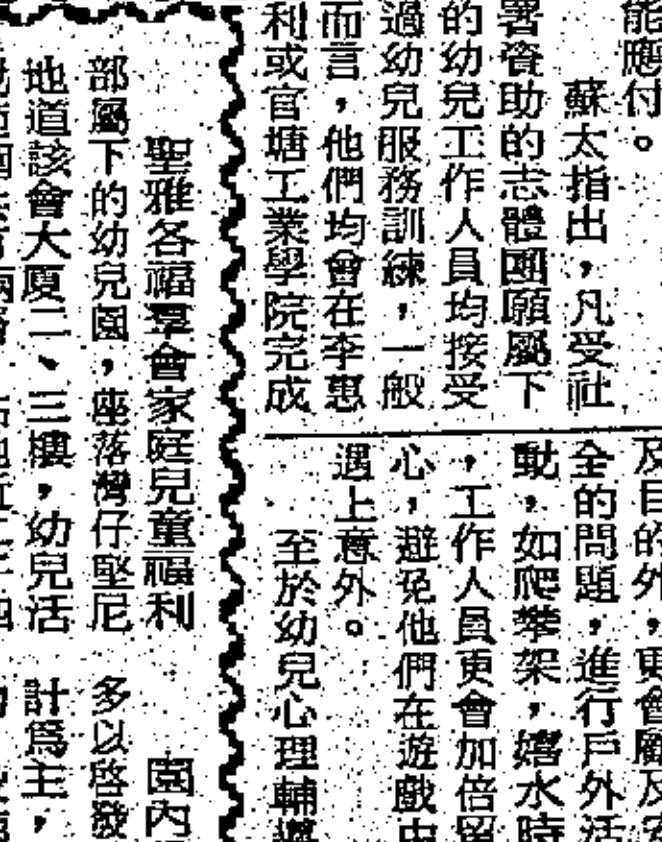 能應付。
蘇太指出，凡受社
署資助的志體團願屬下
的幼兒工作人員均接受
過幼兒服務訓練，一般
而言，他們均會在李惠
利或官塘工業學院完成
及目的外，更會顧及安
全的問題，進行戶外活
動，如爬攀架，嬉水時
，工作人員更會加倍留
心，避免他們在遊戲中
遇上意外。
至於幼兒心理輔導
聖雅各福羣會家庭兒童福利
部屬下的幼兒園，座落灣仔堅尼
地道該會大廈二、三樓，幼兒活
園內
多以啓發
計爲主，